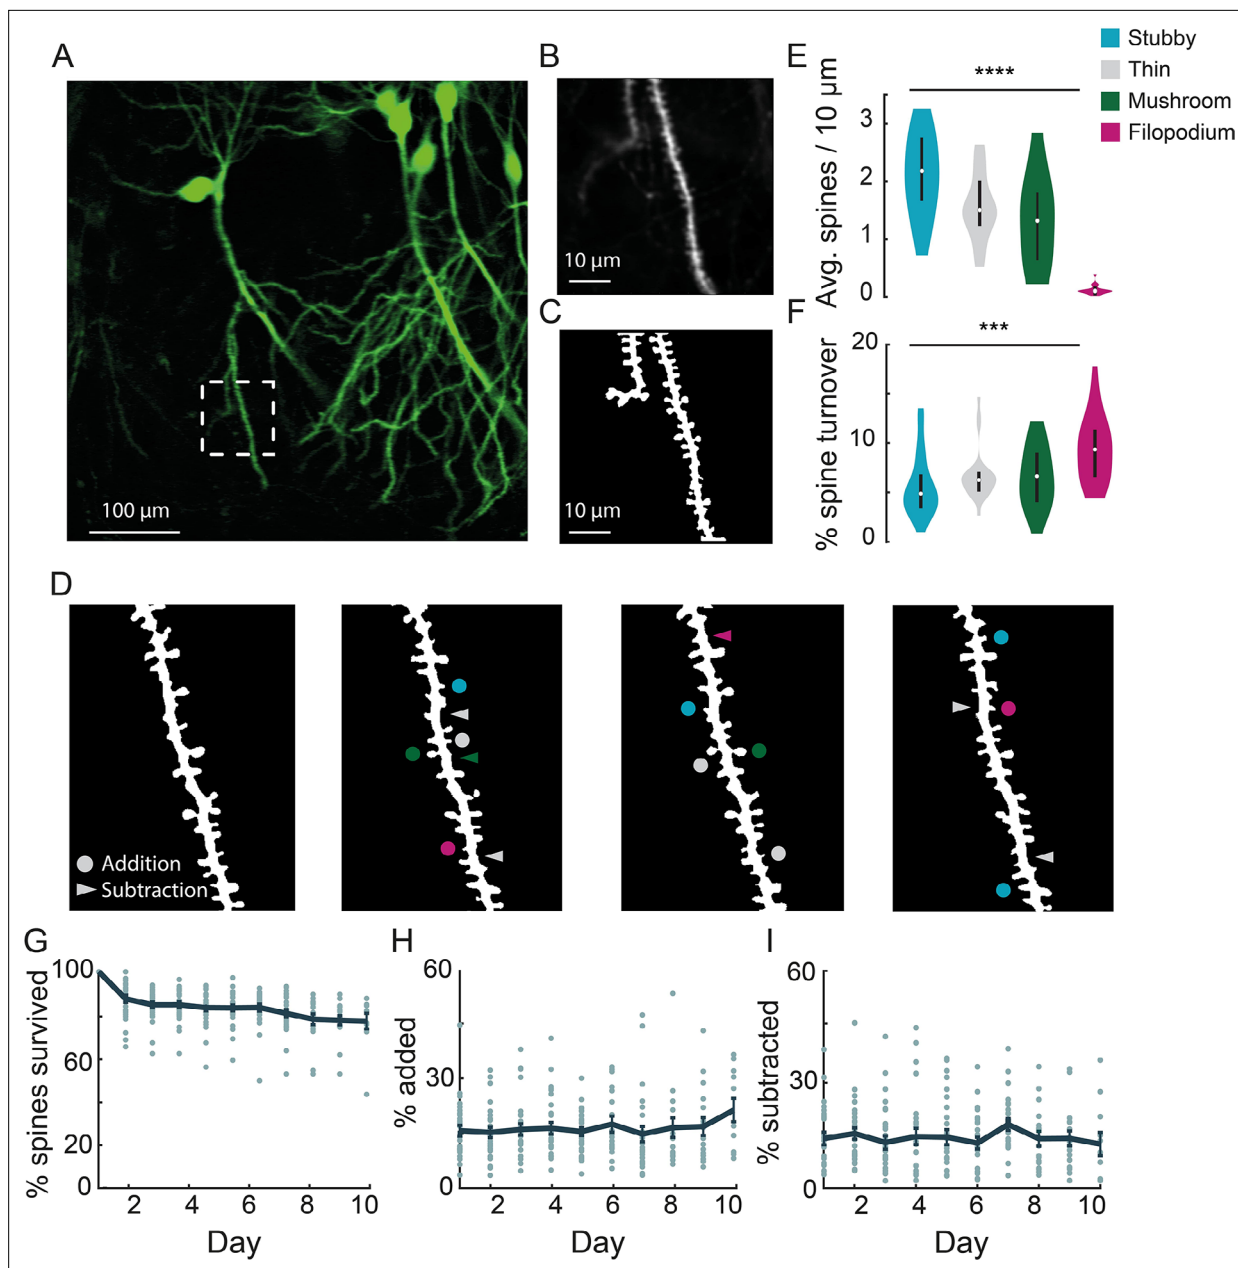 A
100 µm
B
10 µm
C
10 µm
E
****
Avg. spines / 10 µm
3
2
1
0
Stubby
Thin
Mushroom
Filopodium
F
***
% spine turnover
20
10
0
D
Addition
Subtraction
G
% spines survived
100
60
20
0
2
4
6
8
10
Day
H
% added
60
30
0
2
4
6
8
10
Day
I
% subtracted
60
30
0
2
4
6
8
10
Day